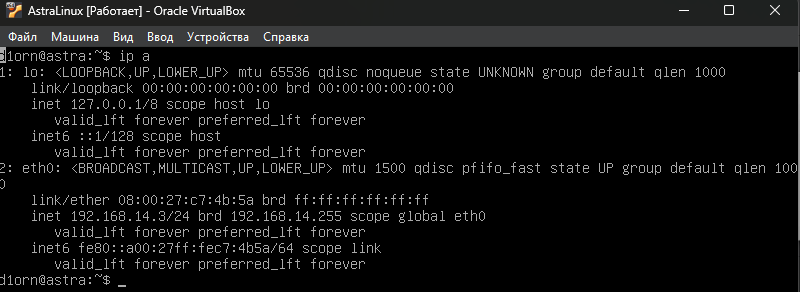 AstraLinux [Работает] - Oracle VirtualBox
Файл Машина Вид Ввод Устройства Справка
d1orn@astra:~$ ip a
1: lo: <LOOPBACK,UP,LOWER_UP> mtu 65536 qdisc noqueue state UNKNOWN group default qlen 1000
link/loopback 00:00:00:00:00:00 brd 00:00:00:00:00:00
inet 127.0.0.1/8 scope host lo
valid_lft forever preferred_lft forever
inet6 ::1/128 scope host
valid_lft forever preferred_lft forever
2: eth0: <BROADCAST,MULTICAST,UP,LOWER_UP> mtu 1500 qdisc pfifo_fast state UP group default qlen 100
0
link/ether 08:00:27:c7:4b:5a brd ff:ff:ff:ff:ff:ff
inet 192.168.14.3/24 brd 192.168.14.255 scope global eth0
valid_lft forever preferred_lft forever
inet6 fe80::a00:27ff:fec7:4b5a/64 scope link
valid_lft forever preferred_lft forever
d1orn@astra:~$ _